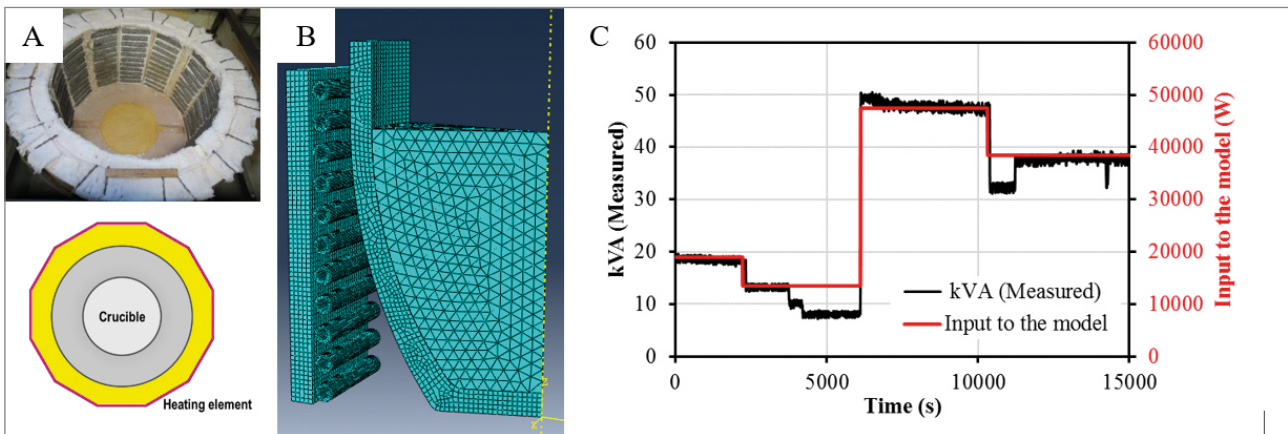 A
B
C
Crucible
Heating element
60
50
40
30
20
10
0
kVA (Measured)
60000
50000
40000
30000
20000
10000
0
Input to the model (W)
kVA (Measured)
Input to the model
0
5000
10000
15000
Time (s)